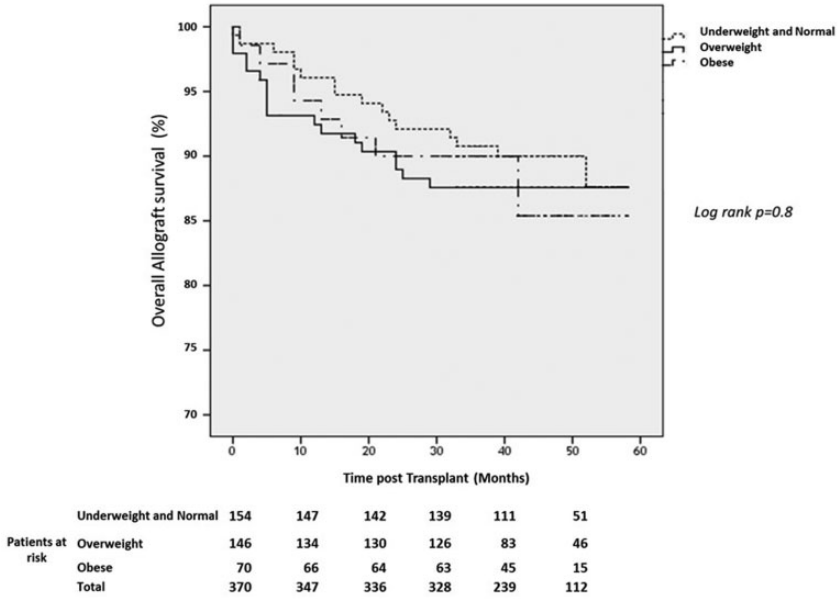 100
95
90
85
80
75
70
Overall Allograft survival (%)
0 10 20 30 40 50 60
Time post Transplant (Months)
Underweight and Normal
Overweight
Obese
Log rank p=0.8
Patients at risk
Underweight and Normal 154 147 142 139 111 51
Overweight 146 134 130 126 83 46
Obese 70 66 64 63 45 15
Total 370 347 336 328 239 112